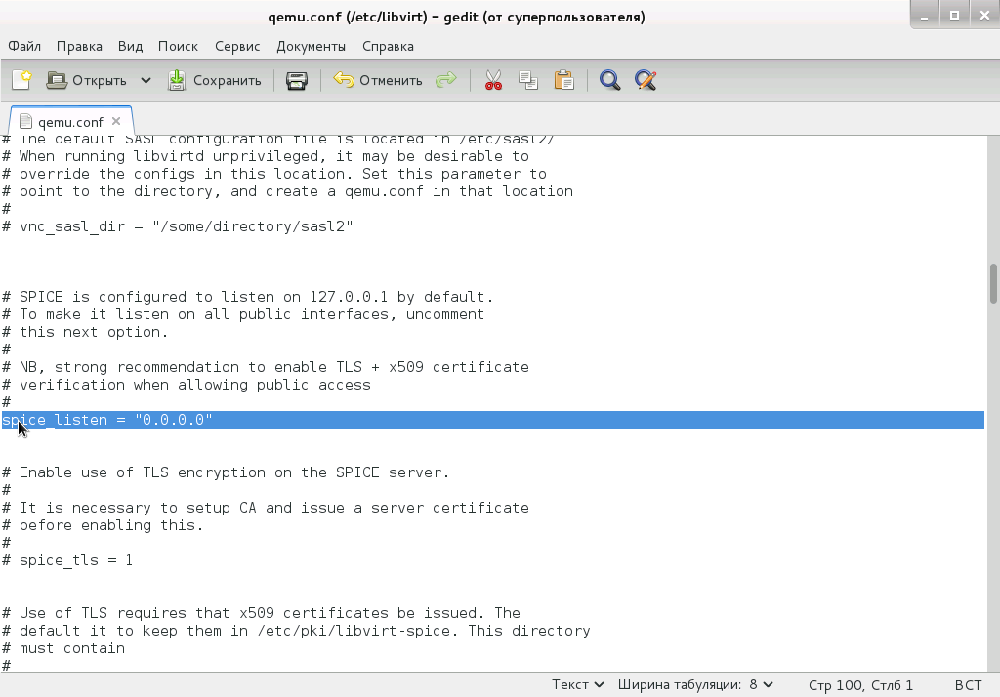 qemu.conf (/etc/libvirt) – gedit (от суперпользователя)
Файл Правка Вид Поиск Сервис Документы Справка
Открыть Сохранить Отменить
qemu.conf
# The default SASL configuration file is located in /etc/sasl2/
# When running libvirtd unprivileged, it may be desirable to
# override the configs in this location. Set this parameter to
# point to the directory, and create a qemu.conf in that location
#
# vnc_sasl_dir = "/some/directory/sasl2"
# SPICE is configured to listen on 127.0.0.1 by default.
# To make it listen on all public interfaces, uncomment
# this next option.
#
# NB, strong recommendation to enable TLS + x509 certificate
# verification when allowing public access
#
spice_listen = "0.0.0.0"
# Enable use of TLS encryption on the SPICE server.
#
# It is necessary to setup CA and issue a server certificate
# before enabling this.
#
# spice_tls = 1
# Use of TLS requires that x509 certificates be issued. The
# default it to keep them in /etc/pki/libvirt-spice. This directory
# must contain
#
Текст Ширина табуляции: 8 Стр 100, Стлб 1 ВСТ